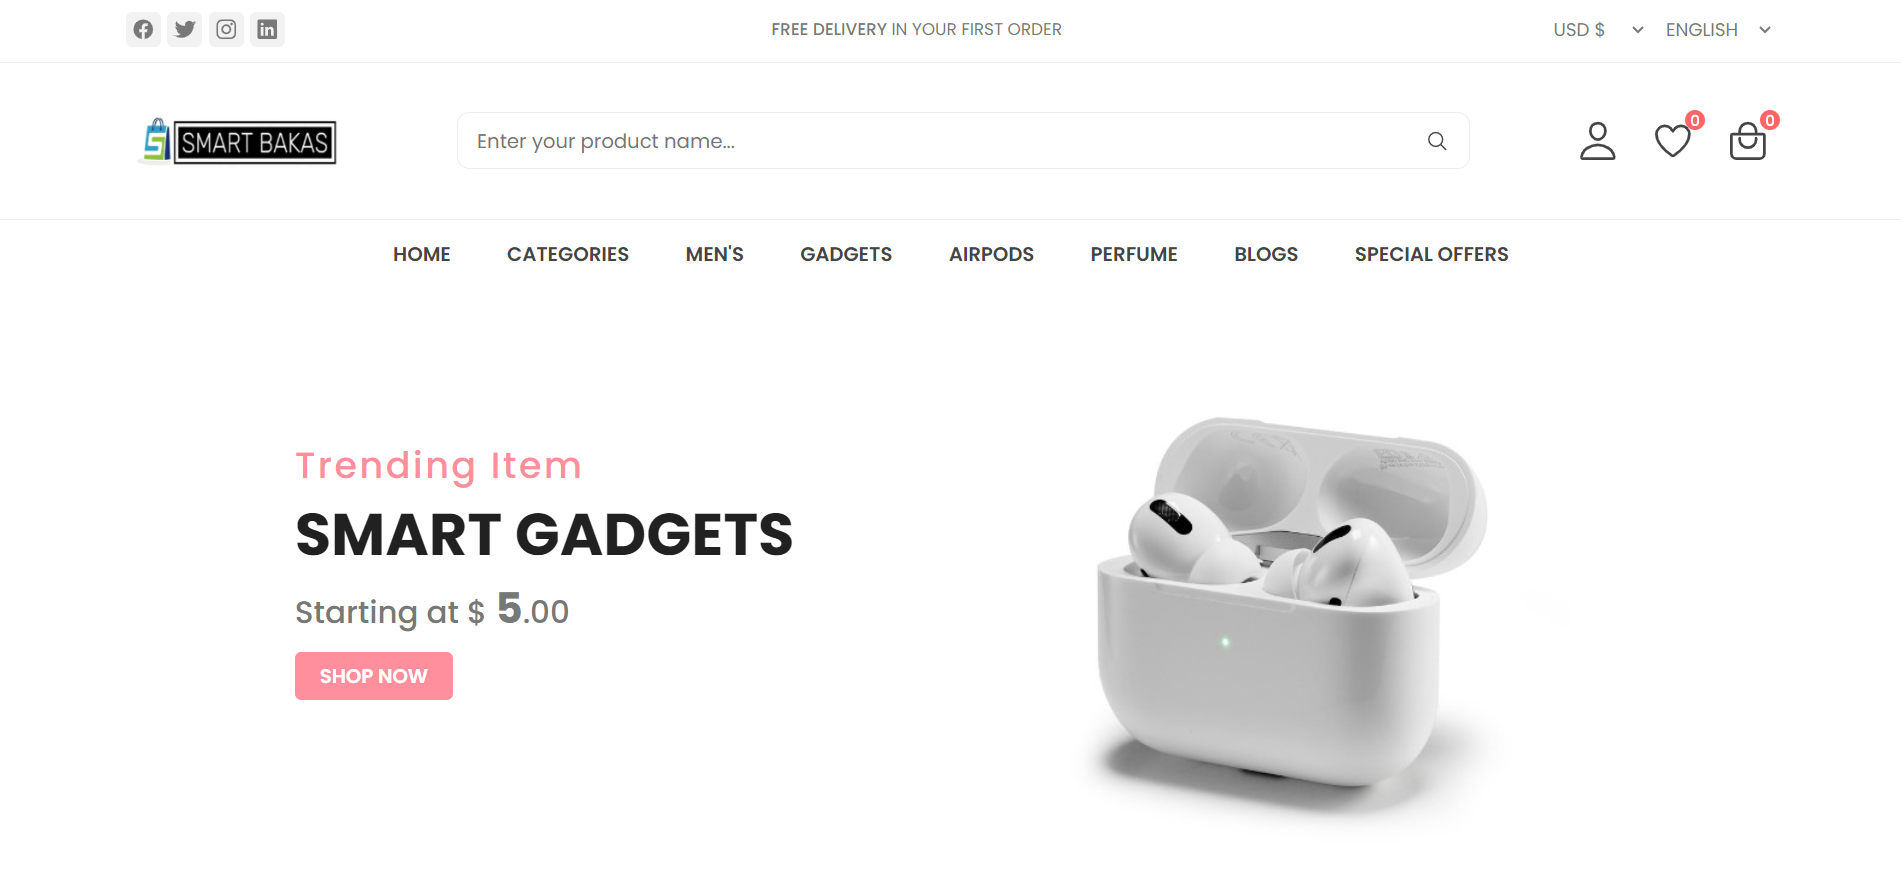 FREE DELIVERY IN YOUR FIRST ORDER
USD $
ENGLISH
SMART BAKAS
Enter your product name...
0
0
HOME
CATEGORIES
MEN'S
GADGETS
AIRPODS
PERFUME
BLOGS
SPECIAL OFFERS
Trending Item
SMART GADGETS
Starting at $ 5.00
SHOP NOW